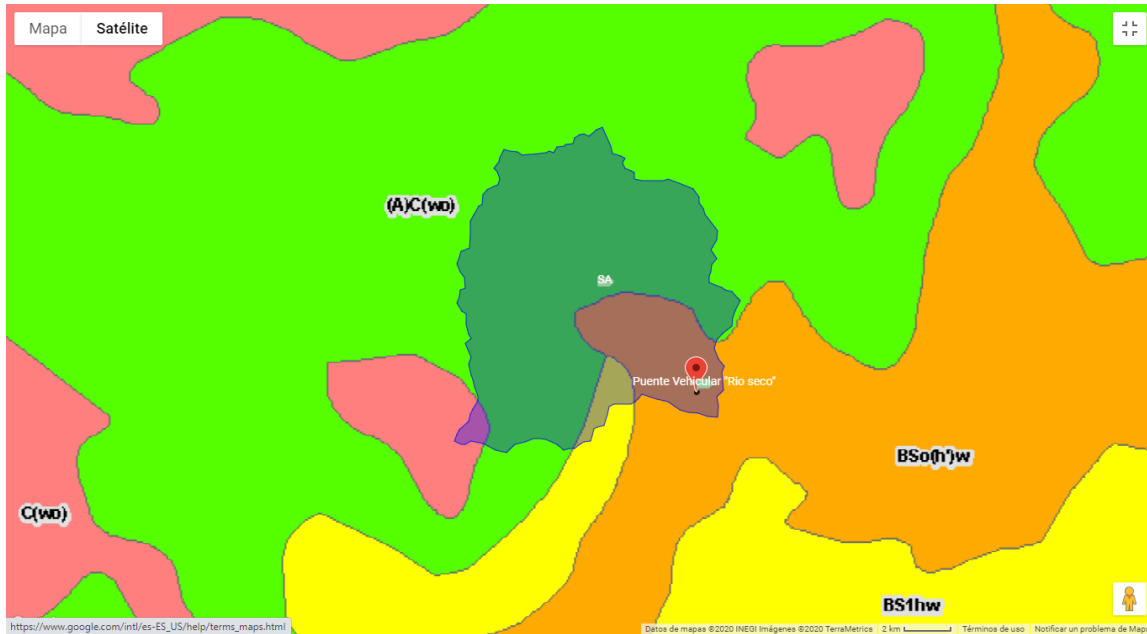 Mapa Satélite
(A)C(wo)
SA
Puente Vehicular "Rio seco"
BSo(h')w
C(wo)
BS1hw
https://www.google.com/intl/es-ES_US/help/terms_maps.html
Datos de mapas ©2020 INEGI Imágenes ©2020 TerraMetrics 2 km Términos de uso Notificar un problema de Maps